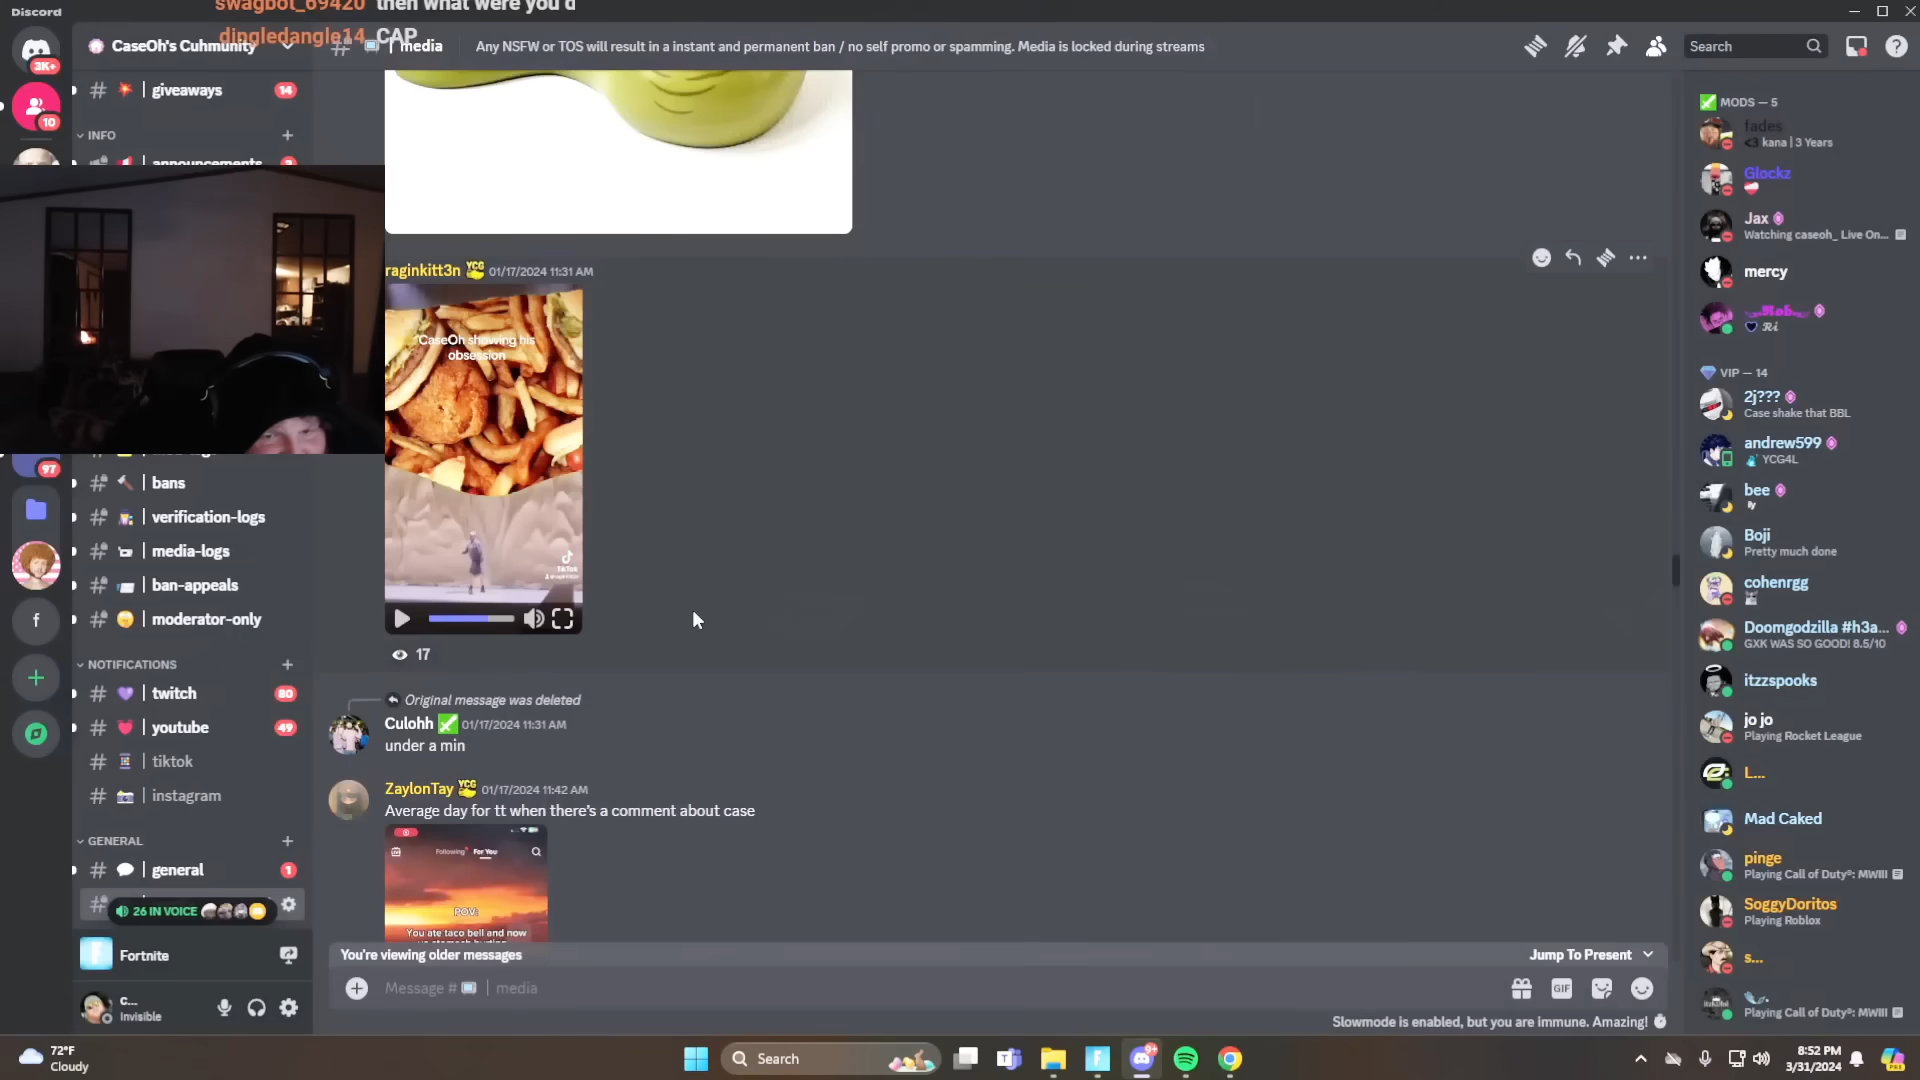 Discord
swagbot_69420 then what were you d
dingledangle14 CAP
CaseOh's Cuhmmunity
media
Any NSFW or TOS will result in a instant and permanent ban / no self promo or spamming. Media is locked during streams
Search
3K+
10
97
f
giveaways 14
INFO
announcements
bans
verification-logs
media-logs
ban-appeals
moderator-only
NOTIFICATIONS
twitch 80
youtube 49
tiktok
instagram
GENERAL
general 1
26 IN VOICE
Fortnite
c...
Invisible
raginkitt3n YCG 01/17/2024 11:31 AM
CaseOh showing his
obsession
TikTok
17
Original message was deleted
Culohh 01/17/2024 11:31 AM
under a min
ZaylonTay YCG 01/17/2024 11:42 AM
Average day for tt when there's a comment about case
Following For You
POV:
You ate taco bell and now
You're viewing older messages
Jump To Present
Message # | media
GIF
Slowmode is enabled, but you are immune. Amazing!
MODS — 5
fades
<3 kana | 3 Years
Glockz
Jax
Watching caseoh_ Live On...
mercy
Rob
Ri
VIP — 14
2j???
Case shake that BBL
andrew599
YCG4L
bee
lly
Boji
Pretty much done
cohenrgg
Doomgodzilla #h3a...
GXK WAS SO GOOD! 8.5/10
itzzspooks
jo jo
Playing Rocket League
L...
Mad Caked
pinge
Playing Call of Duty®: MWIII
SoggyDoritos
Playing Roblox
s...
Playing Call of Duty®: MWIII
72°F
Cloudy
Search
9+
8:52 PM
3/31/2024